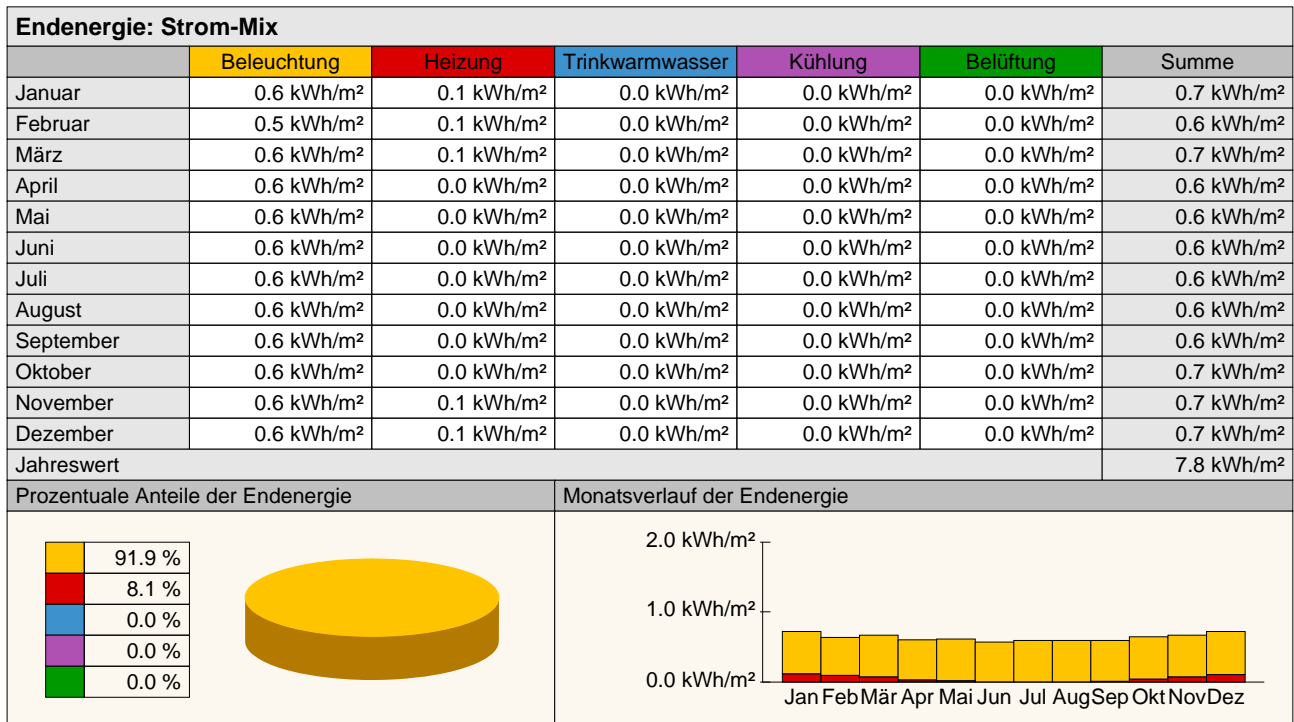 Endenergie: Strom-Mix
Beleuchtung Heizung Trinkwarmwasser Kühlung Belüftung Summe
Januar 0.6 kWh/m² 0.1 kWh/m² 0.0 kWh/m² 0.0 kWh/m² 0.0 kWh/m² 0.7 kWh/m²
Februar 0.5 kWh/m² 0.1 kWh/m² 0.0 kWh/m² 0.0 kWh/m² 0.0 kWh/m² 0.6 kWh/m²
März 0.6 kWh/m² 0.1 kWh/m² 0.0 kWh/m² 0.0 kWh/m² 0.0 kWh/m² 0.7 kWh/m²
April 0.6 kWh/m² 0.0 kWh/m² 0.0 kWh/m² 0.0 kWh/m² 0.0 kWh/m² 0.6 kWh/m²
Mai 0.6 kWh/m² 0.0 kWh/m² 0.0 kWh/m² 0.0 kWh/m² 0.0 kWh/m² 0.6 kWh/m²
Juni 0.6 kWh/m² 0.0 kWh/m² 0.0 kWh/m² 0.0 kWh/m² 0.0 kWh/m² 0.6 kWh/m²
Juli 0.6 kWh/m² 0.0 kWh/m² 0.0 kWh/m² 0.0 kWh/m² 0.0 kWh/m² 0.6 kWh/m²
August 0.6 kWh/m² 0.0 kWh/m² 0.0 kWh/m² 0.0 kWh/m² 0.0 kWh/m² 0.6 kWh/m²
September 0.6 kWh/m² 0.0 kWh/m² 0.0 kWh/m² 0.0 kWh/m² 0.0 kWh/m² 0.6 kWh/m²
Oktober 0.6 kWh/m² 0.0 kWh/m² 0.0 kWh/m² 0.0 kWh/m² 0.0 kWh/m² 0.7 kWh/m²
November 0.6 kWh/m² 0.1 kWh/m² 0.0 kWh/m² 0.0 kWh/m² 0.0 kWh/m² 0.7 kWh/m²
Dezember 0.6 kWh/m² 0.1 kWh/m² 0.0 kWh/m² 0.0 kWh/m² 0.0 kWh/m² 0.7 kWh/m²
Jahreswert 7.8 kWh/m²
Prozentuale Anteile der Endenergie
91.9 %
8.1 %
0.0 %
0.0 %
0.0 %
Monatsverlauf der Endenergie
2.0 kWh/m²
1.0 kWh/m²
0.0 kWh/m²
Jan Feb Mär Apr Mai Jun Jul Aug Sep Okt Nov Dez